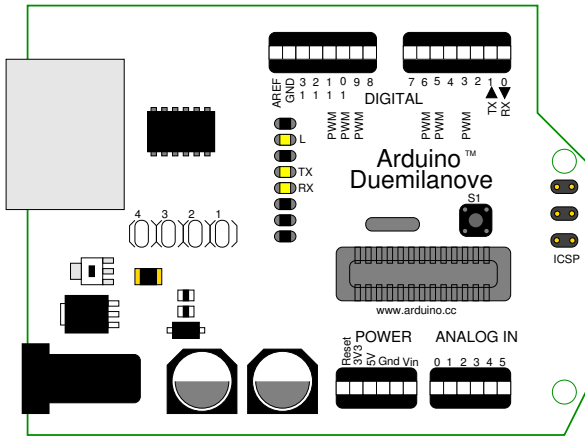 AREF GND 13 12 11 10 9 8
7 6 5 4 3 2 1 0
DIGITAL
TX RX
PWM PWM PWM PWM PWM PWM
L
TX
RX
Arduino™
Duemilanove
S1
4 3 2 1
ICSP
www.arduino.cc
POWER
ANALOG IN
Reset 3V3 5V Gnd Vin
0 1 2 3 4 5